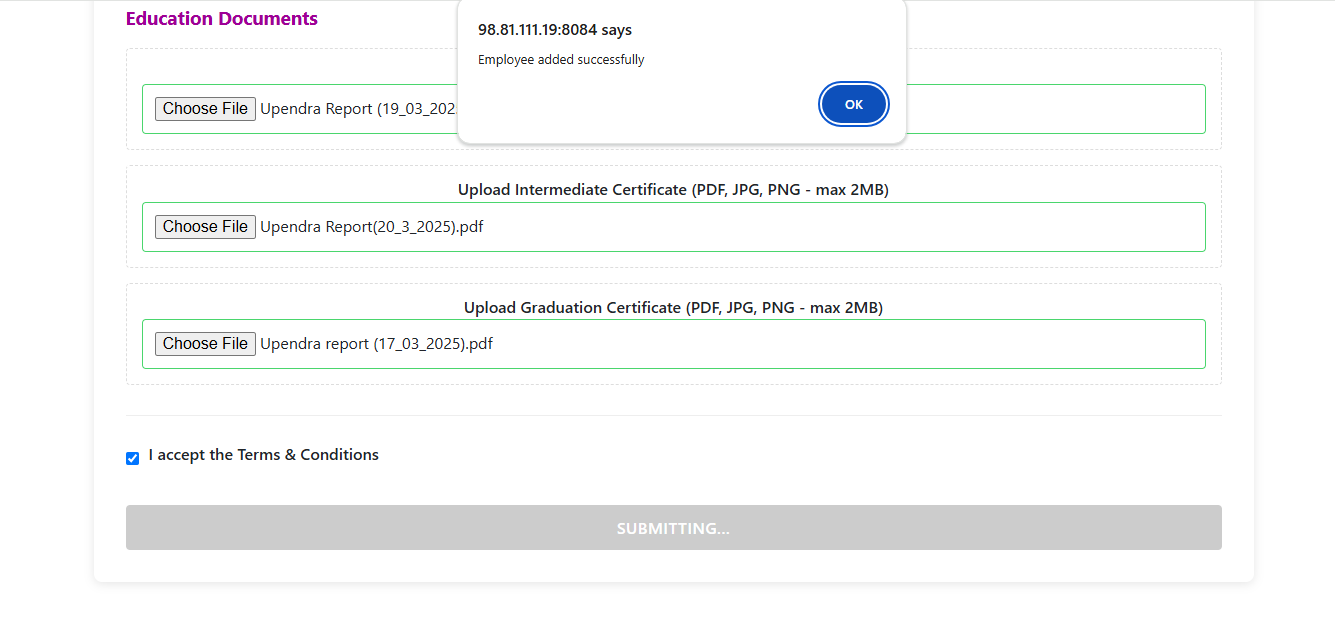 Education Documents
98.81.111.19:8084 says
Employee added successfully
OK
Choose File Upendra Report (19_03_202
Upload Intermediate Certificate (PDF, JPG, PNG - max 2MB)
Choose File Upendra Report(20_3_2025).pdf
Upload Graduation Certificate (PDF, JPG, PNG - max 2MB)
Choose File Upendra report (17_03_2025).pdf
I accept the Terms & Conditions
SUBMITTING...